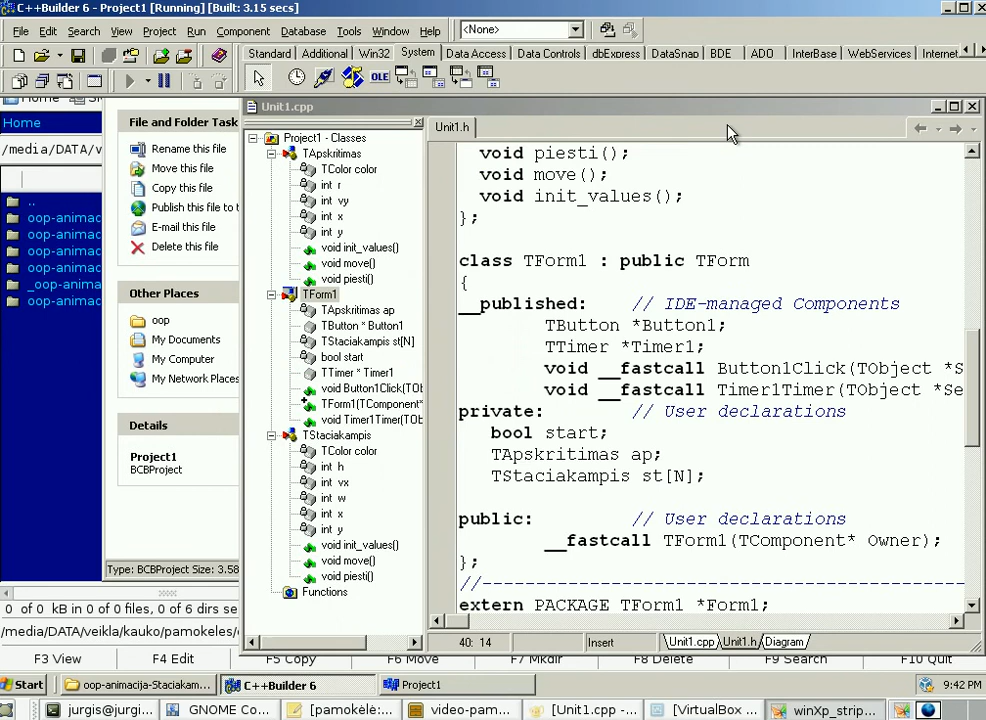 C++Builder 6 - Project1 [Running] [Built: 3.15 secs]
File Edit Search View Project Run Component Database Tools Window Help
<None>
Standard Additional Win32 System Data Access Data Controls dbExpress DataSnap BDE ADO InterBase WebServices Internet
OLE
Home
Home
/media/DATA/v
..
oop-animac
oop-animac
oop-animac
oop-animac
_oop-anima
oop-animac
File and Folder Task
Rename this file
Move this file
Copy this file
Publish this file to t
E-mail this file
Delete this file
Other Places
oop
My Documents
My Computer
My Network Places
Details
Project1
BCBProject
Type: BCBProject Size: 3.58
0 of 0 kB in 0 of 0 files, 0 of 6 dirs se
/media/DATA/veikla/kauko/pamokeles/
Unit1.cpp
Project1 - Classes
TApskritimas
TColor color
int r
int vy
int x
int y
void init_values()
void move()
void piesti()
TForm1
TApskritimas ap
TButton * Button1
TStaciakampis st[N]
bool start
TTimer * Timer1
void Button1Click(TOb
TForm1(TComponent*
void Timer1Timer(TOb
TStaciakampis
TColor color
int h
int vx
int w
int x
int y
void init_values()
void move()
void piesti()
Functions
Unit1.h
void piesti();
void move();
void init_values();
};
class TForm1 : public TForm
{
__published: // IDE-managed Components
TButton *Button1;
TTimer *Timer1;
void __fastcall Button1Click(TObject *S
void __fastcall Timer1Timer(TObject *Se
private: // User declarations
bool start;
TApskritimas ap;
TStaciakampis st[N];
public: // User declarations
__fastcall TForm1(TComponent* Owner);
};
//---------------------------------------------
extern PACKAGE TForm1 *Form1;
40: 14 Insert Unit1.cpp Unit1.h Diagram
F3 View F4 Edit F5 Copy F6 Move F7 Mkdir F8 Delete F9 Search F10 Quit
Start oop-animacija-Staciakam... C++Builder 6 Project1 9:42 PM
jurgis@jurgi... GNOME Co... [pamokėlė:... video-pam... [Unit1.cpp -... [VirtualBox ... winXp_strip...